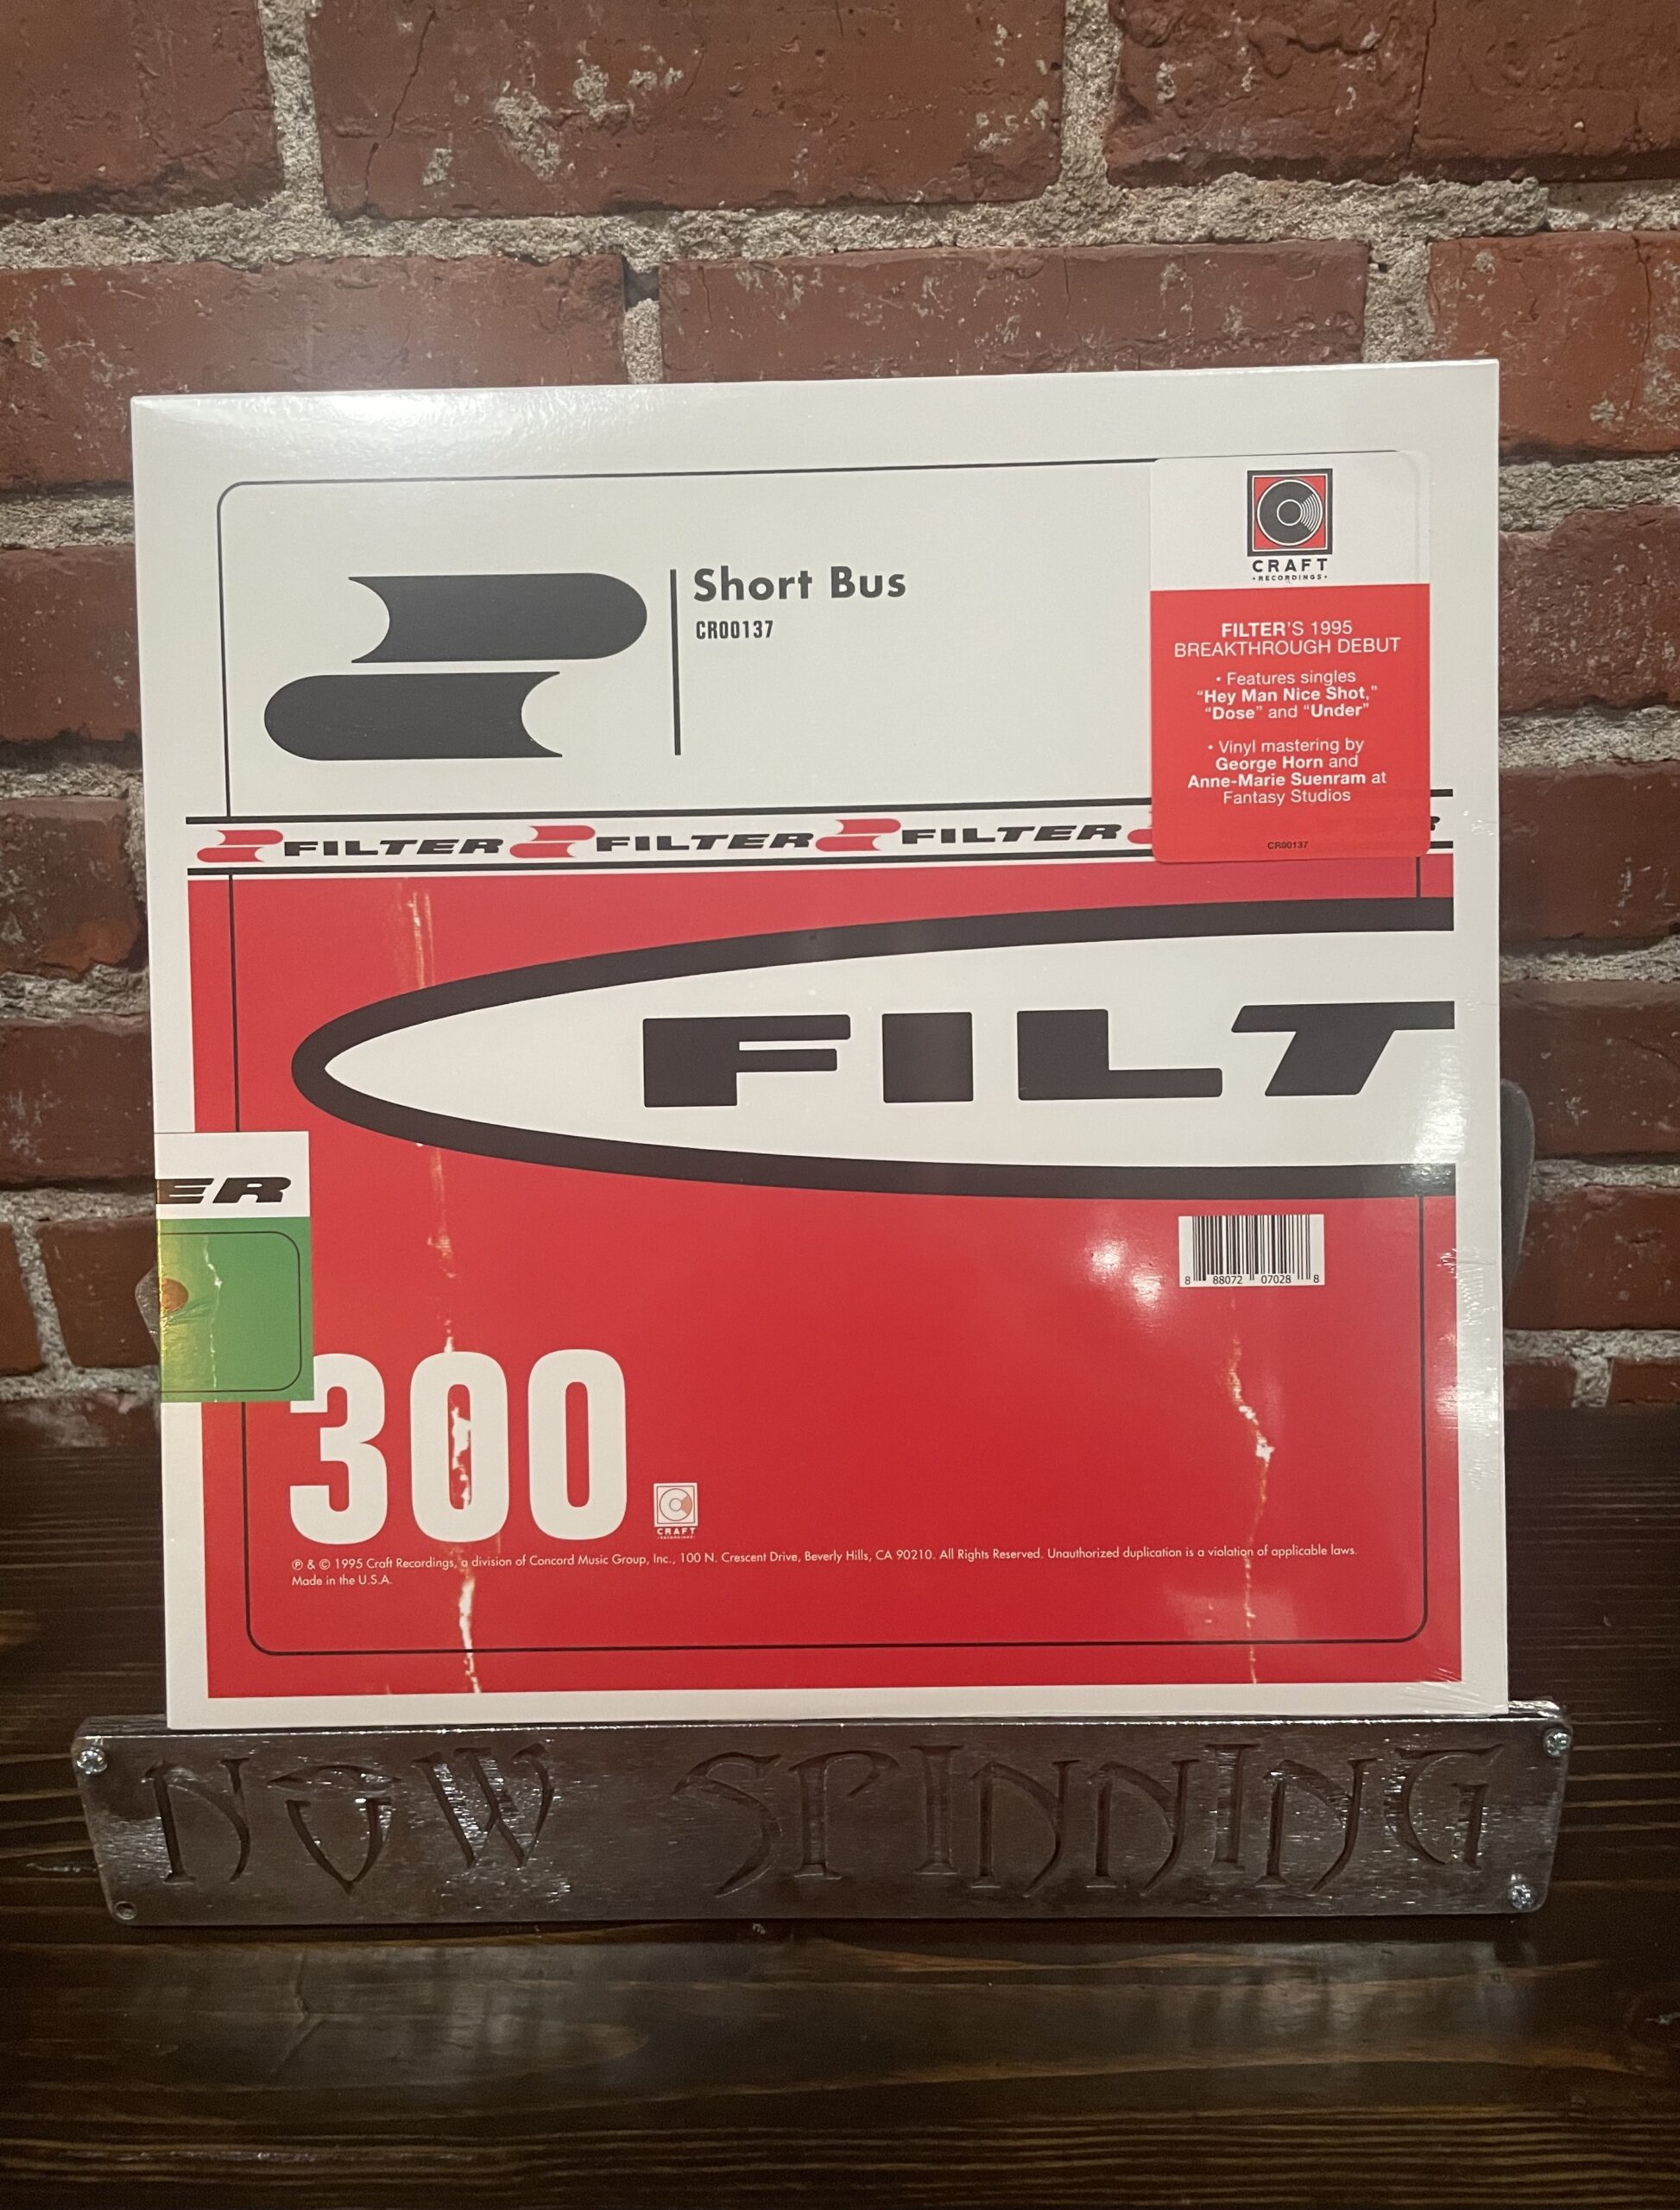 Short Bus
CR00137
CRAFT
• RECORDINGS •
FILTER'S 1995
BREAKTHROUGH DEBUT
• Features singles
“Hey Man Nice Shot,”
“Dose” and “Under”
• Vinyl mastering by
George Horn and
Anne-Marie Suenram at
Fantasy Studios
CR00137
FILTER FILTER FILTER R
FILT
ER
8 88072 07028 8
300
CRAFT
RECORDINGS
℗ & © 1995 Craft Recordings, a division of Concord Music Group, Inc., 100 N. Crescent Drive, Beverly Hills, CA 90210. All Rights Reserved. Unauthorized duplication is a violation of applicable laws.
Made in the U.S.A.
NOW SPINNING